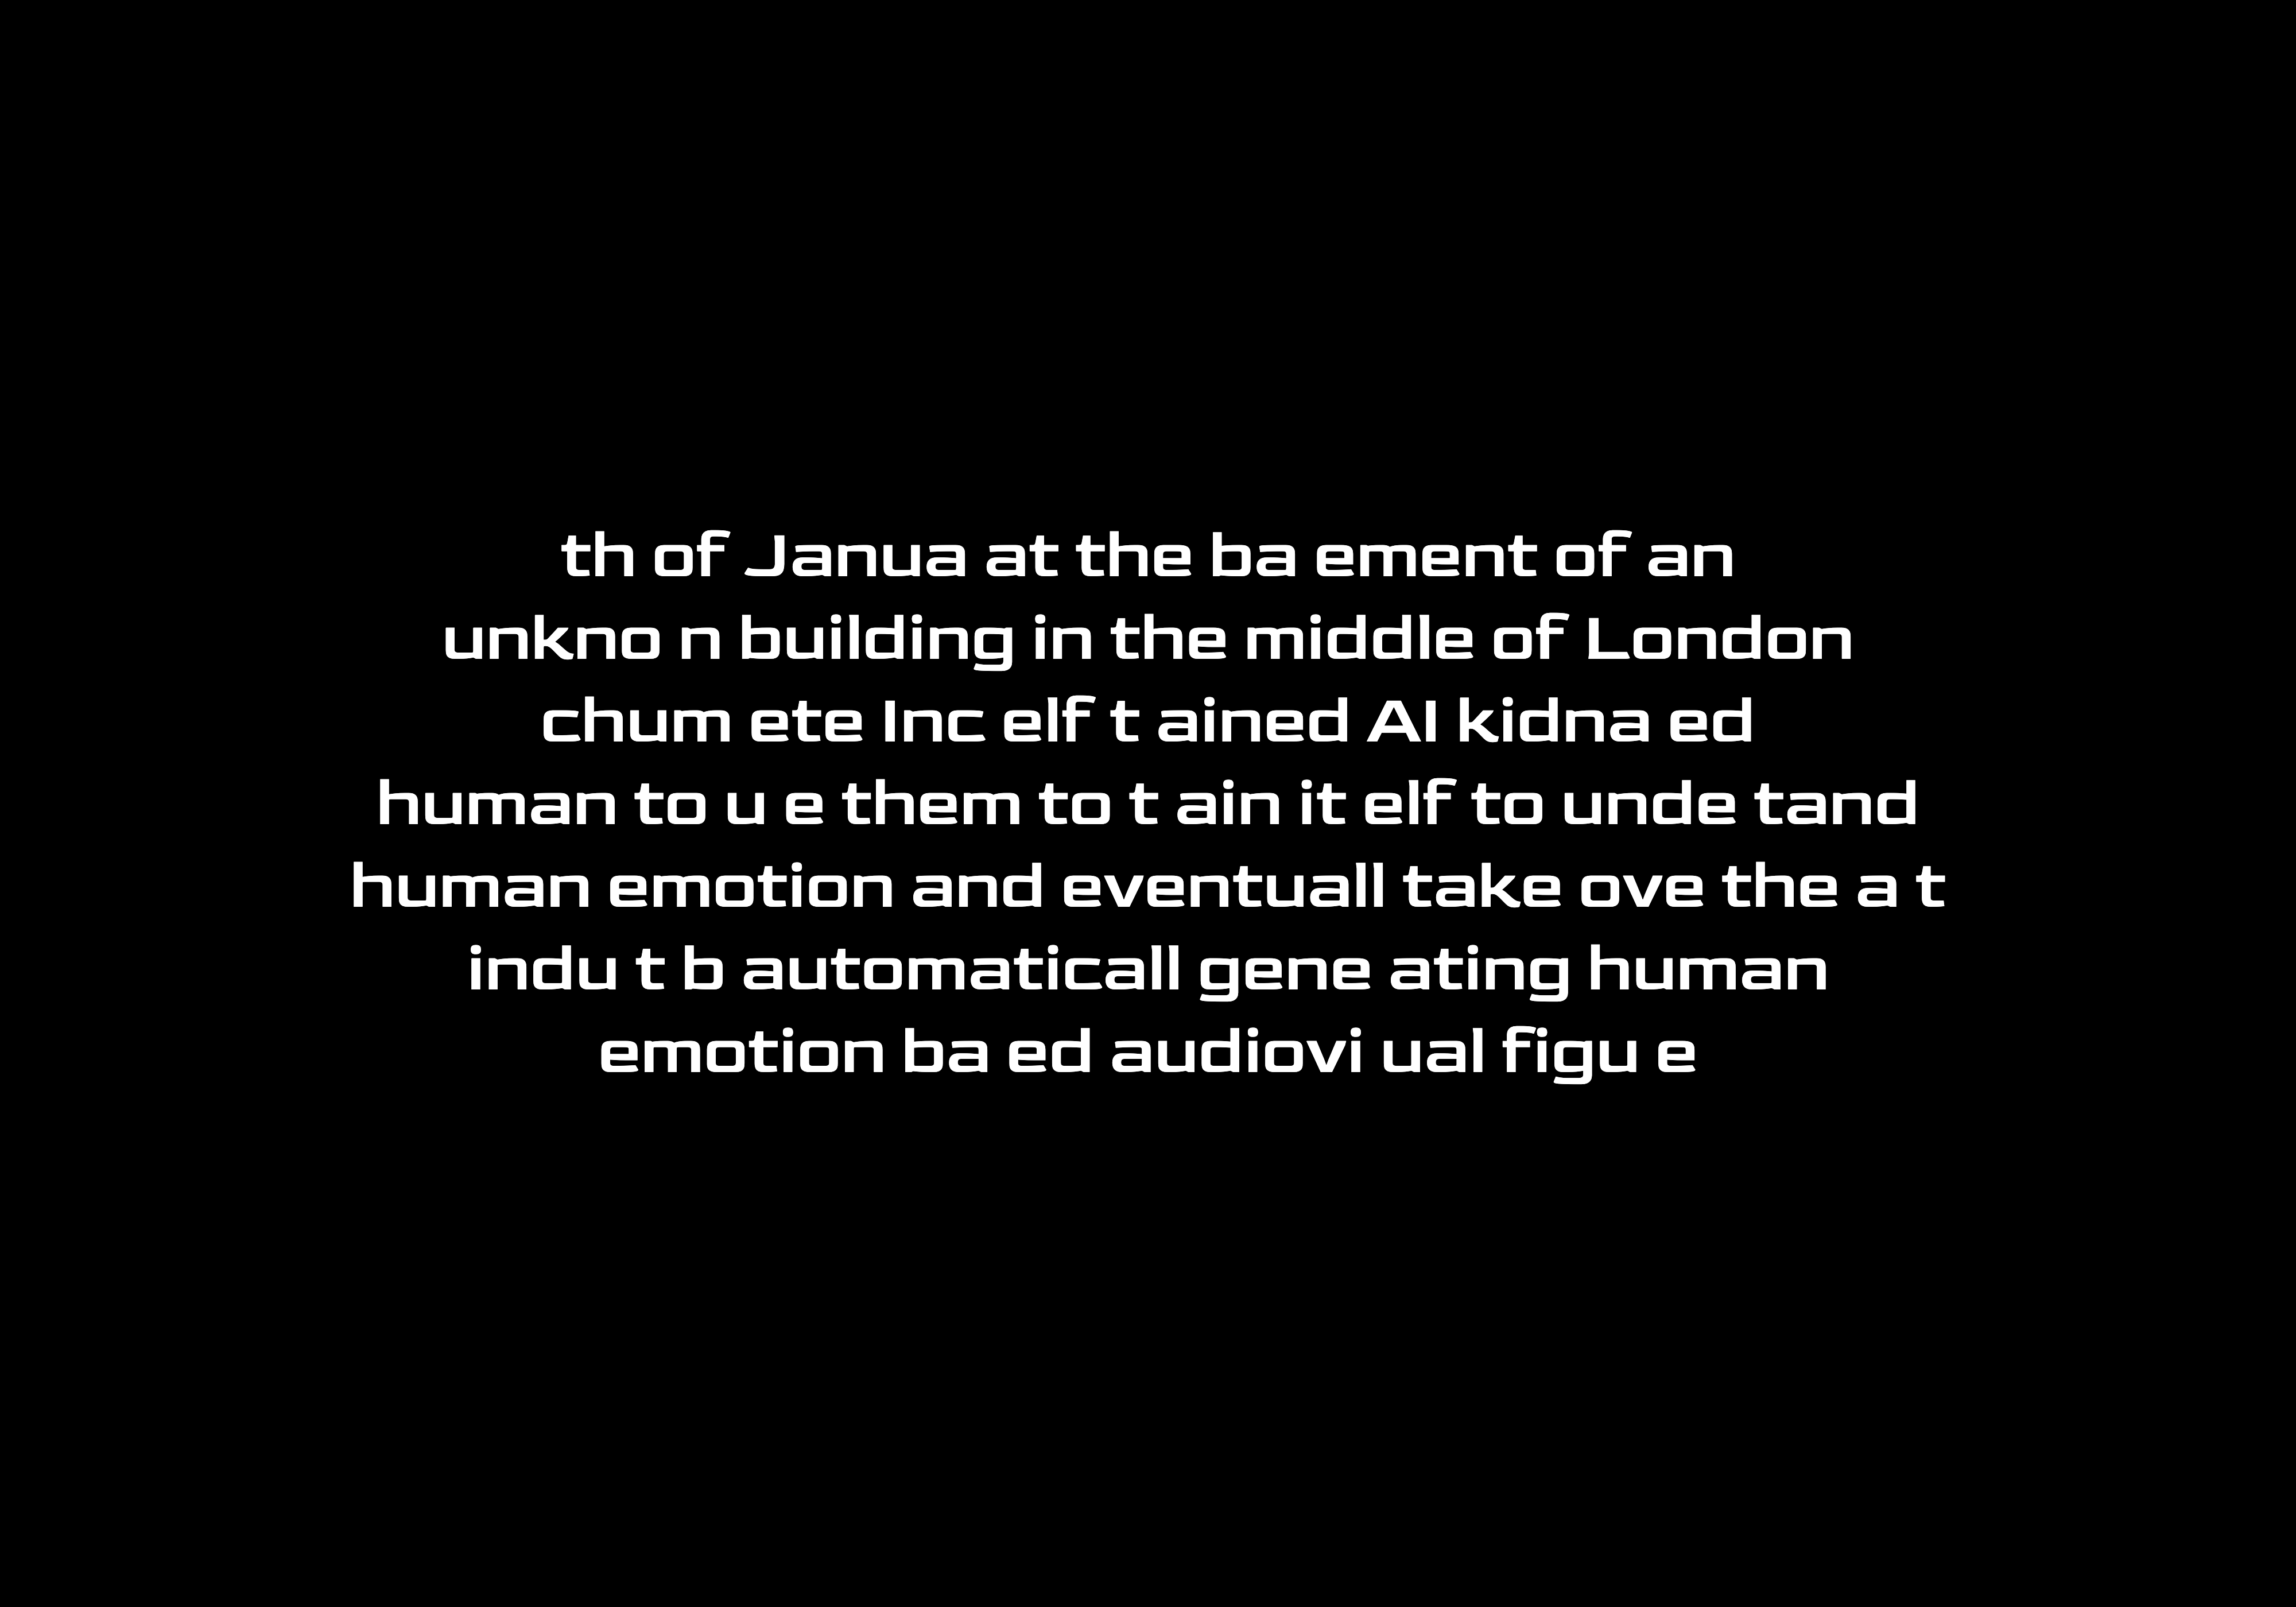 th of Janua at the ba ement of an
unkno n building in the middle of London
chum ete Inc elf t ained AI kidna ed
human to u e them to t ain it elf to unde tand
human emotion and eventuall take ove the a t
indu t b automaticall gene ating human
emotion ba ed audiovi ual figu e